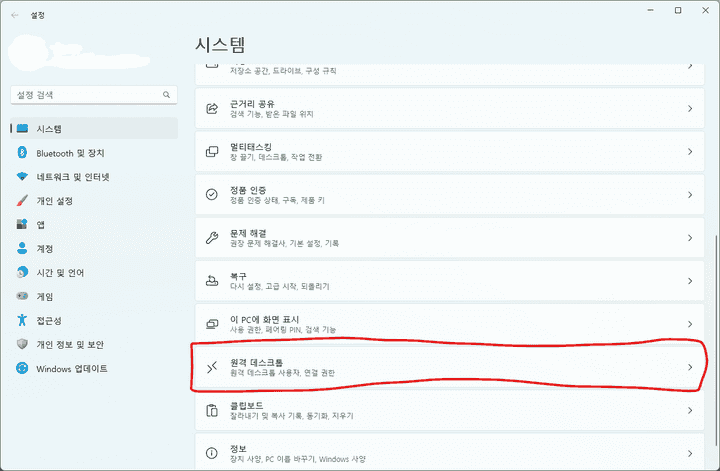 설정
시스템
설정 검색
시스템
Bluetooth 및 장치
네트워크 및 인터넷
개인 설정
앱
계정
시간 및 언어
게임
접근성
개인 정보 및 보안
Windows 업데이트
저장소 공간, 드라이브, 구성 규칙
근거리 공유
검색 기능, 받은 파일 위치
멀티태스킹
창 끌기, 데스크톱, 작업 전환
정품 인증
정품 인증 상태, 구독, 제품 키
문제 해결
권장 문제 해결사, 기본 설정, 기록
복구
다시 설정, 고급 시작, 되돌리기
이 PC에 화면 표시
사용 권한, 페어링 PIN, 검색 기능
원격 데스크톱
원격 데스크톱 사용자, 연결 권한
클립보드
잘라내기 및 복사 기록, 동기화, 지우기
정보
장치 사양, PC 이름 바꾸기, Windows 사양